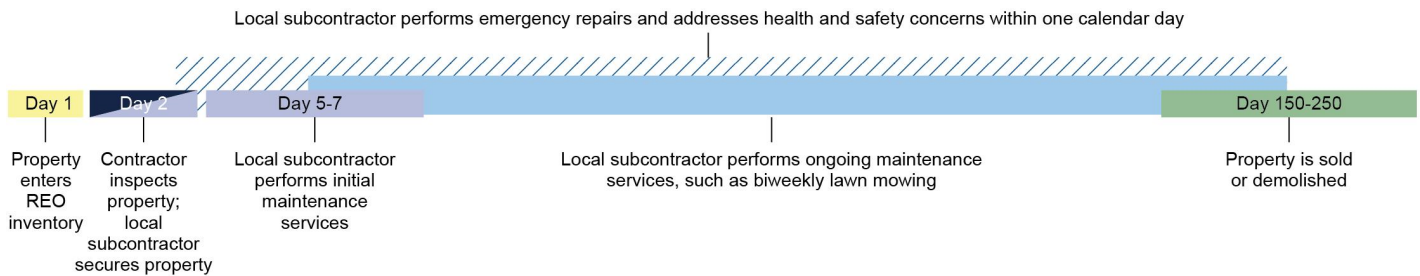 Local subcontractor performs emergency repairs and addresses health and safety concerns within one calendar day
Day 1
Day 2
Day 5-7
Day 150-250
Property
enters
REO
inventory
Contractor
inspects
property;
local
subcontractor
secures property
Local subcontractor
performs initial
maintenance
services
Local subcontractor performs ongoing maintenance
services, such as biweekly lawn mowing
Property is sold
or demolished